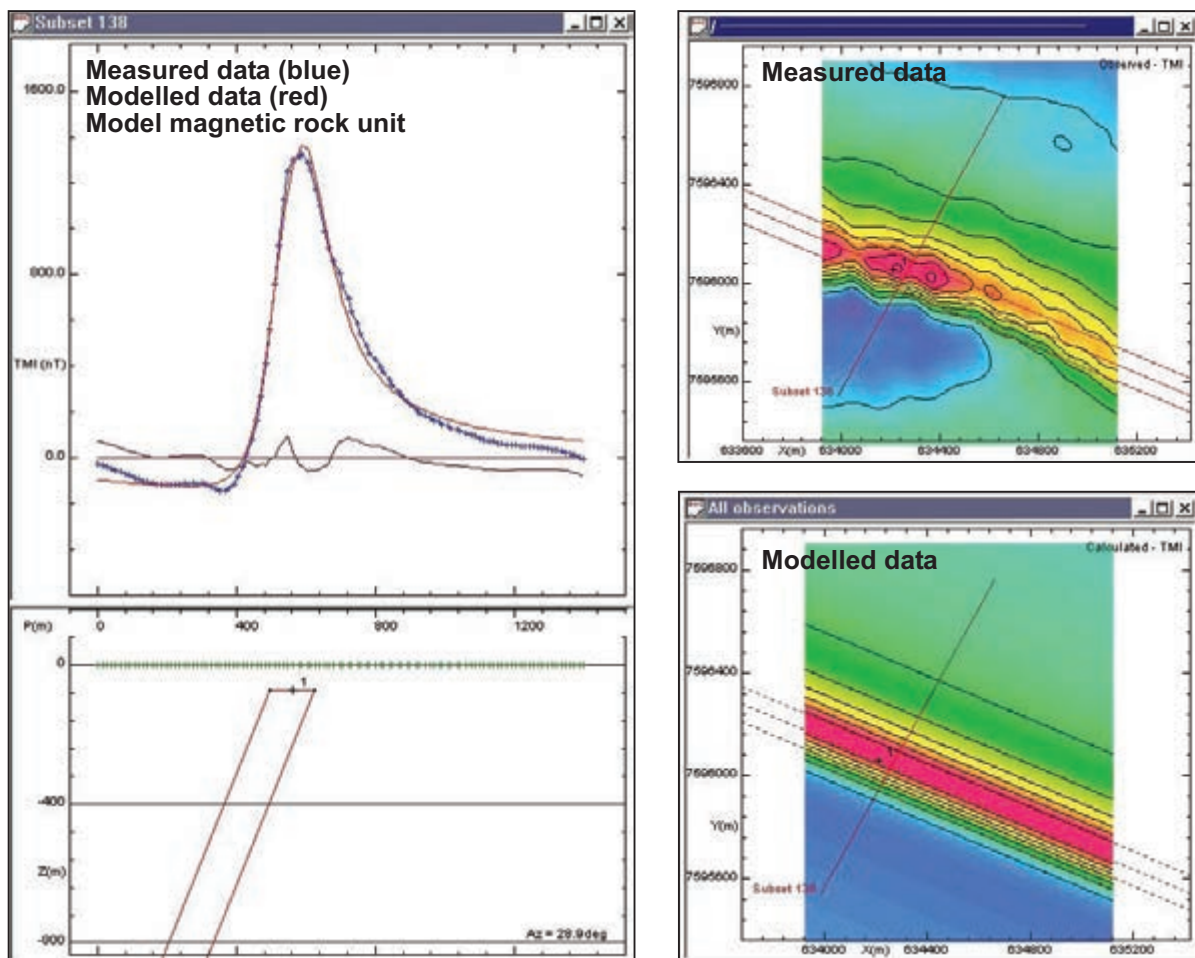 Subset 138
Measured data (blue)
Modelled data (red)
Model magnetic rock unit
1600.0
800.0
TMI (nT)
0.0
P(m)
0
400
800
1200
0
1
-400
Z(m)
-800
Az = 28.9deg
Measured data
Observed - TMI
7596800
7596400
7596000
Y(m)
7595600
1
Subset 138
633600
634000
X(m)
634400
634800
635200
All observations
Modelled data
Calculated - TMI
7596800
7596400
1
7596000
Y(m)
7595600
Subset 138
634000
634400
X(m)
634800
635200